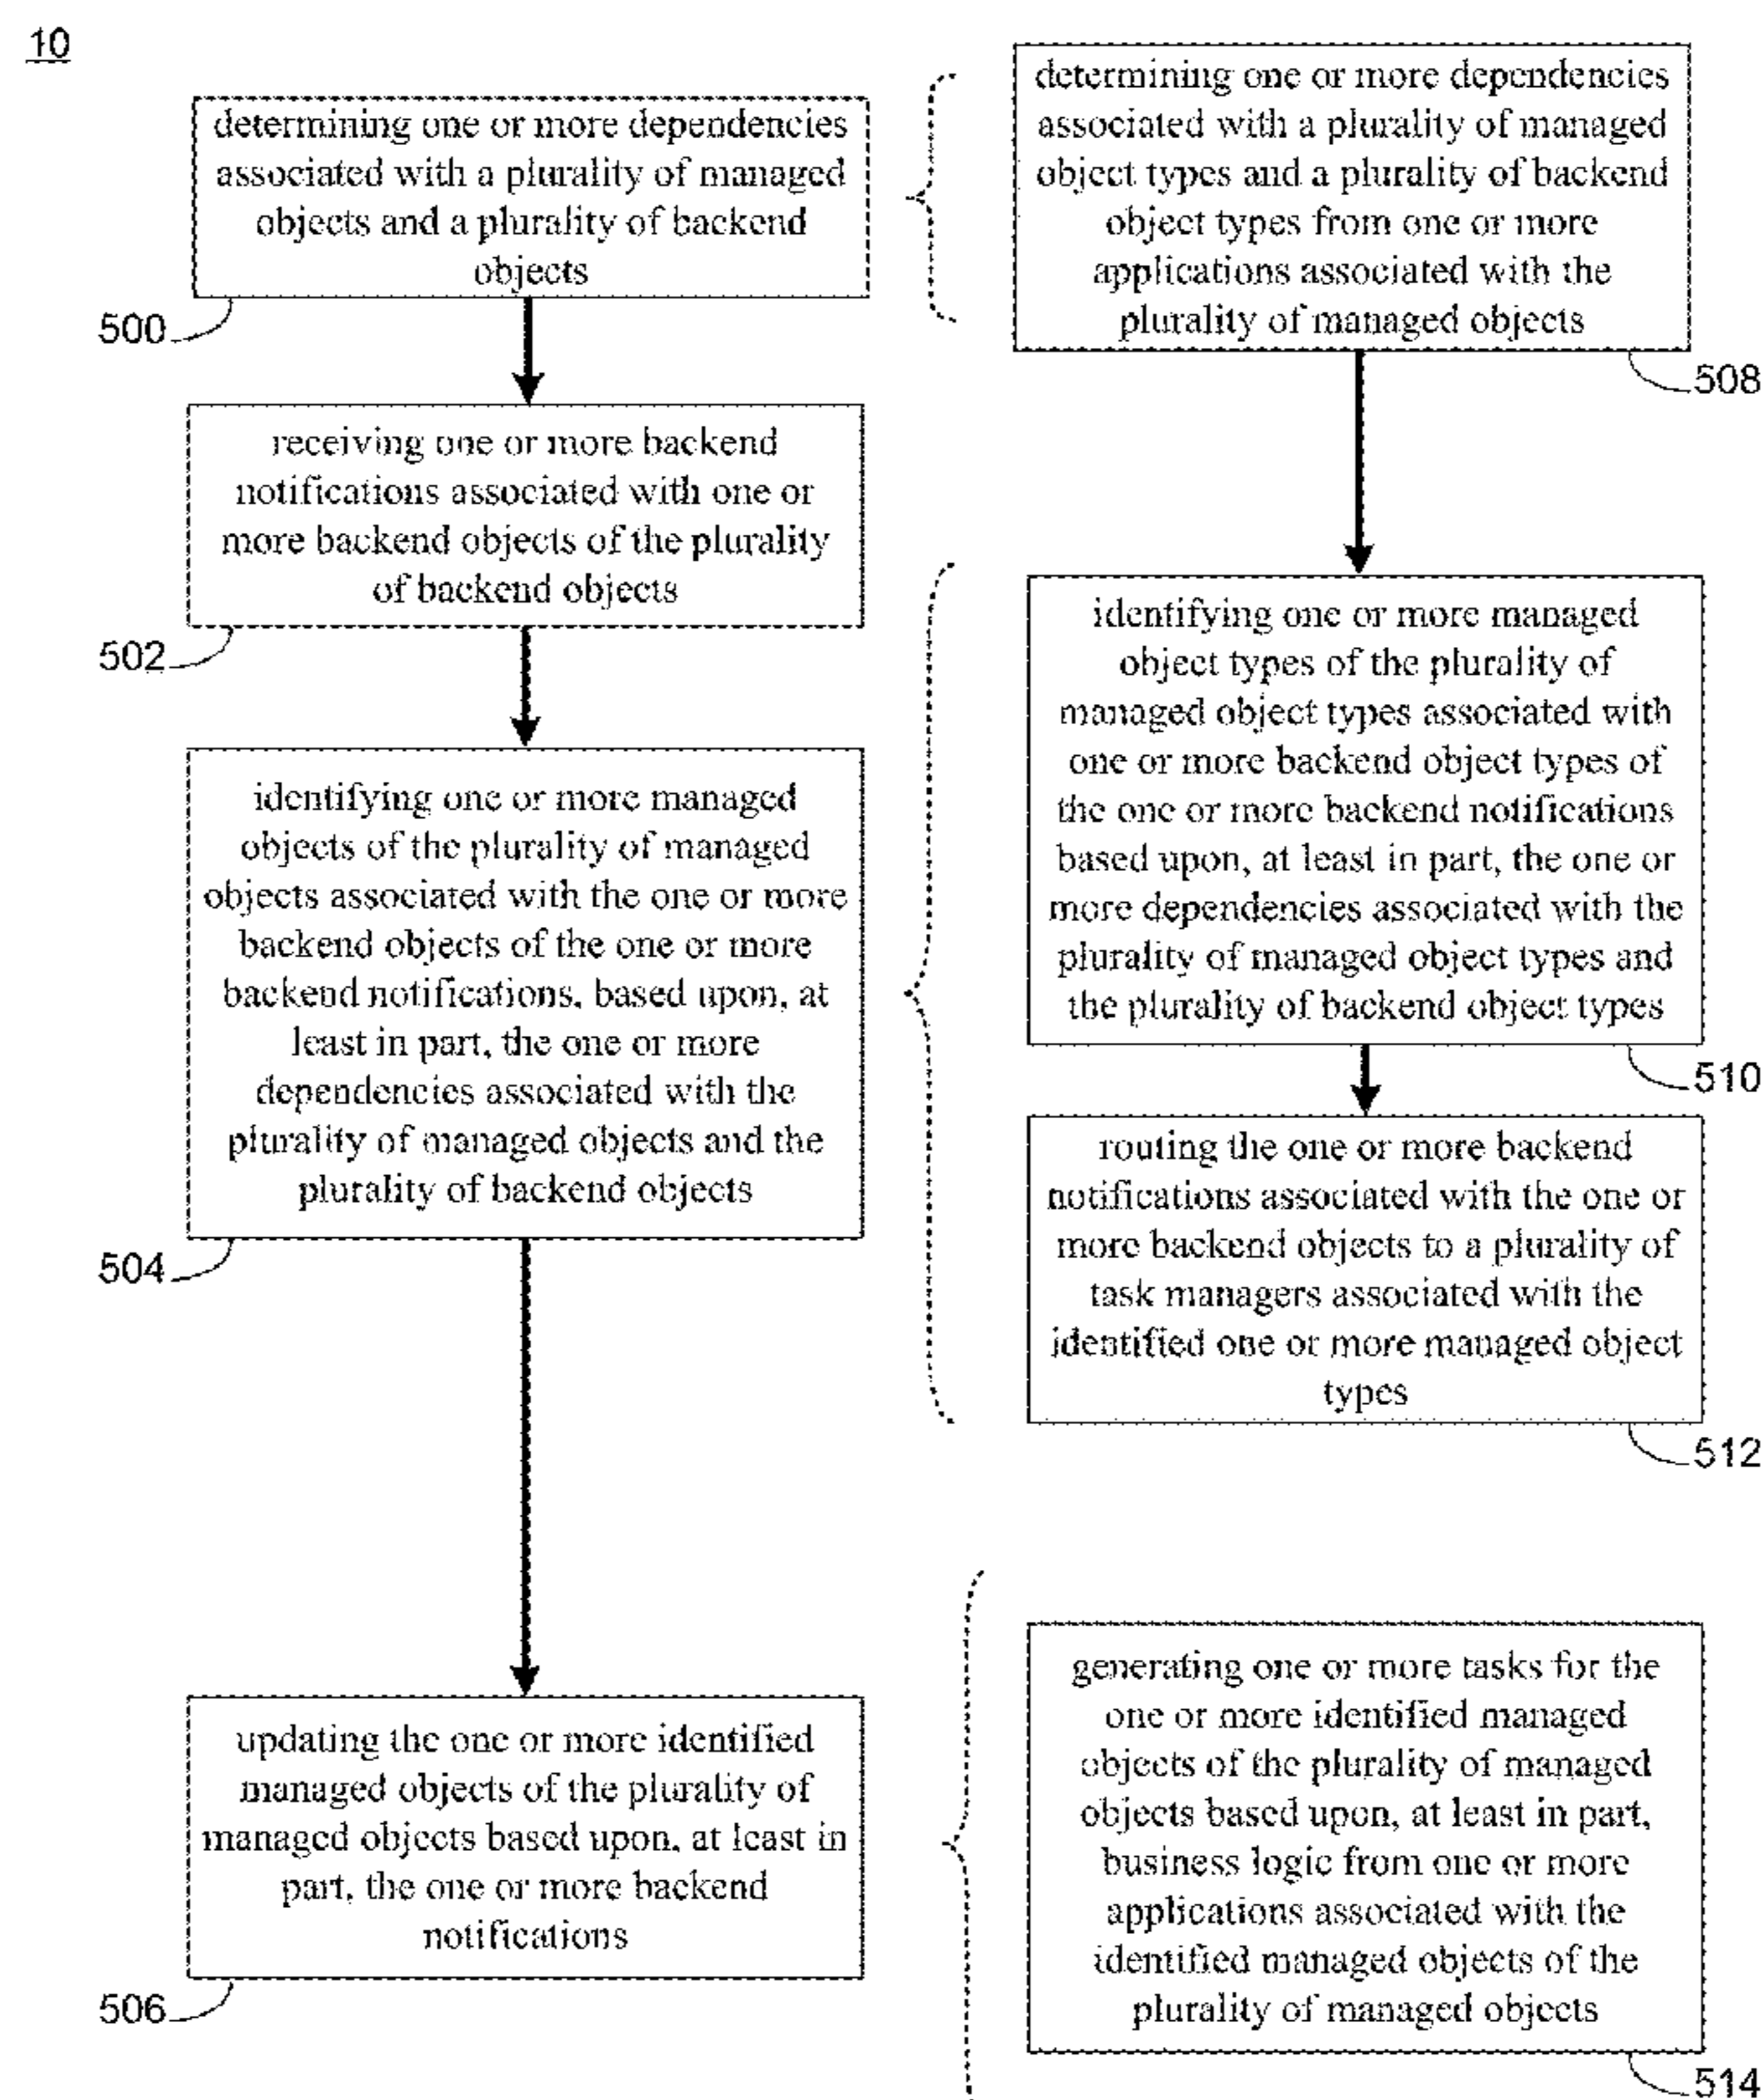 10
determining one or more dependencies
associated with a plurality of managed
objects and a plurality of backend
objects
500
receiving one or more backend
notifications associated with one or
more backend objects of the plurality
of backend objects
502
identifying one or more managed
objects of the plurality of managed
objects associated with the one or more
backend objects of the one or more
backend notifications, based upon, at
least in part, the one or more
dependencies associated with the
plurality of managed objects and the
plurality of backend objects
504
updating the one or more identified
managed objects of the plurality of
managed objects based upon, at least in
part, the one or more backend
notifications
506
determining one or more dependencies
associated with a plurality of managed
object types and a plurality of backend
object types from one or more
applications associated with the
plurality of managed objects
508
identifying one or more managed
object types of the plurality of
managed object types associated with
one or more backend object types of
the one or more backend notifications
based upon, at least in part, the one or
more dependencies associated with the
plurality of managed object types and
the plurality of backend object types
510
routing the one or more backend
notifications associated with the one or
more backend objects to a plurality of
task managers associated with the
identified one or more managed object
types
512
generating one or more tasks for the
one or more identified managed
objects of the plurality of managed
objects based upon, at least in part,
business logic from one or more
applications associated with the
identified managed objects of the
plurality of managed objects
514